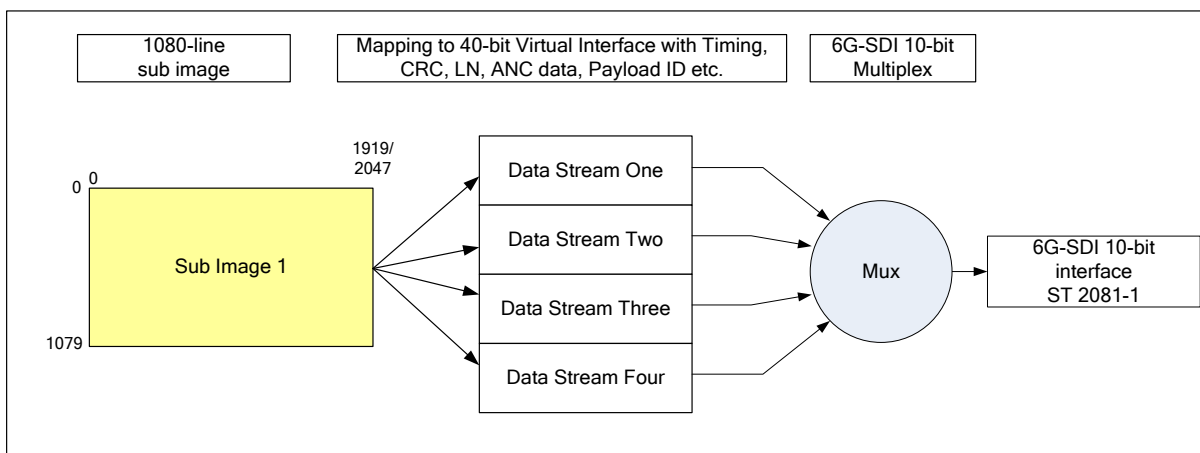 1080-line
sub image
Mapping to 40-bit Virtual Interface with Timing,
CRC, LN, ANC data, Payload ID etc.
6G-SDI 10-bit
Multiplex
1919/
2047
0
0
1079
Sub Image 1
Data Stream One
Data Stream Two
Data Stream Three
Data Stream Four
Mux
6G-SDI 10-bit
interface
ST 2081-1